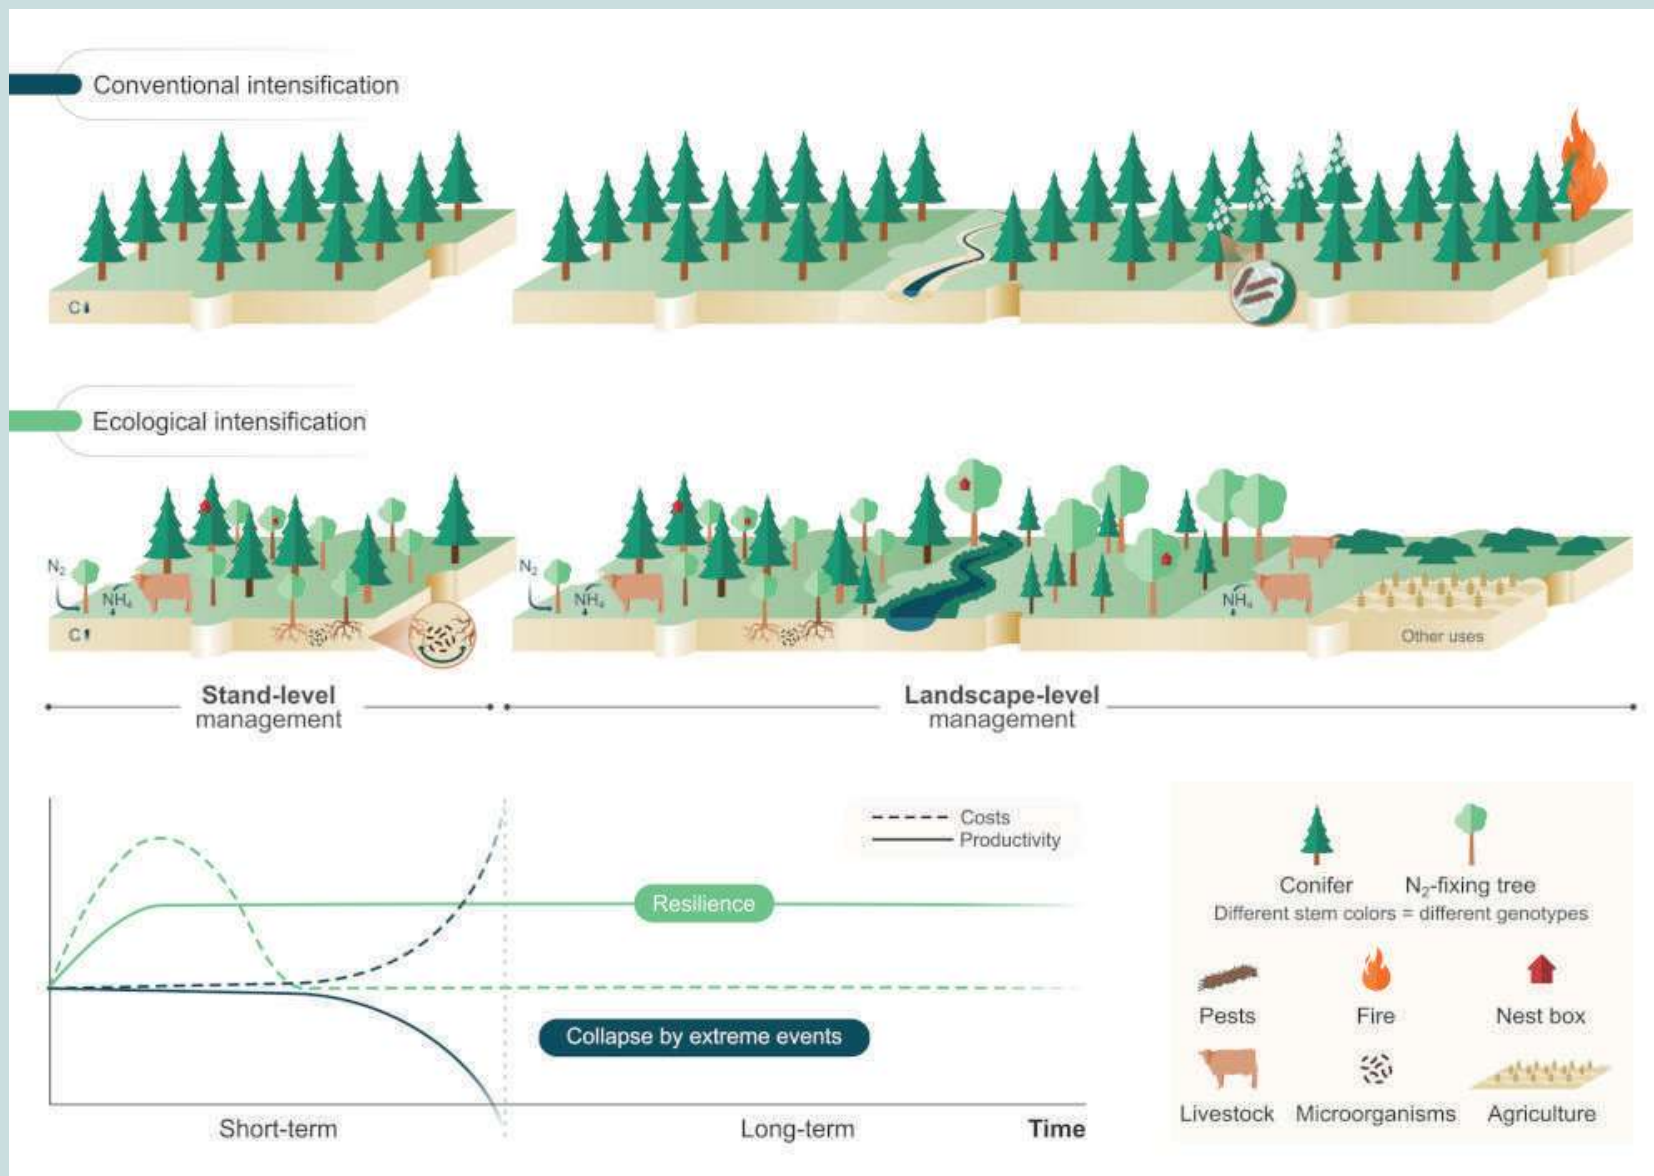 Conventional intensification
C
Ecological intensification
N₂
NH₄
C
N₂
NH₄
NH₄
Other uses
Stand-level
management
Landscape-level
management
Costs
Productivity
Resilience
Collapse by extreme events
Short-term
Long-term
Time
Conifer
N₂-fixing tree
Different stem colors = different genotypes
Pests
Fire
Nest box
Livestock
Microorganisms
Agriculture